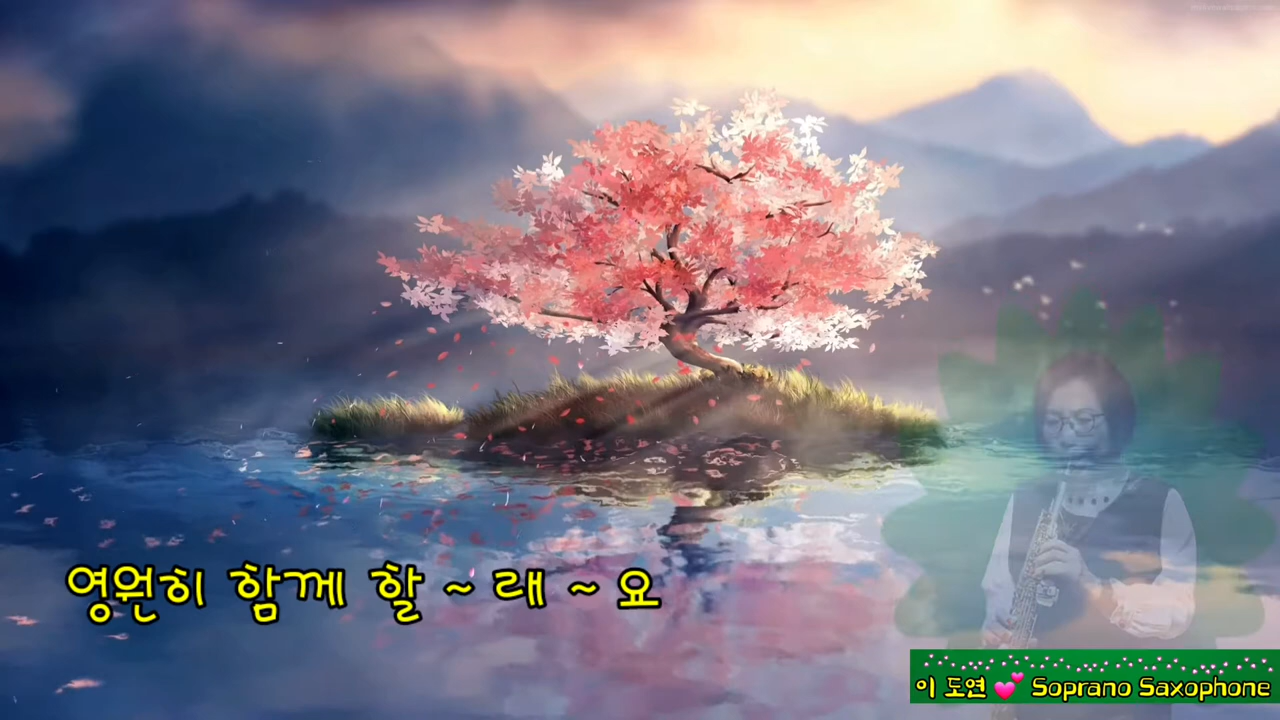 영원히 함께 할 ~ 래 ~ 요
이 도연 💕 Soprano Saxophone